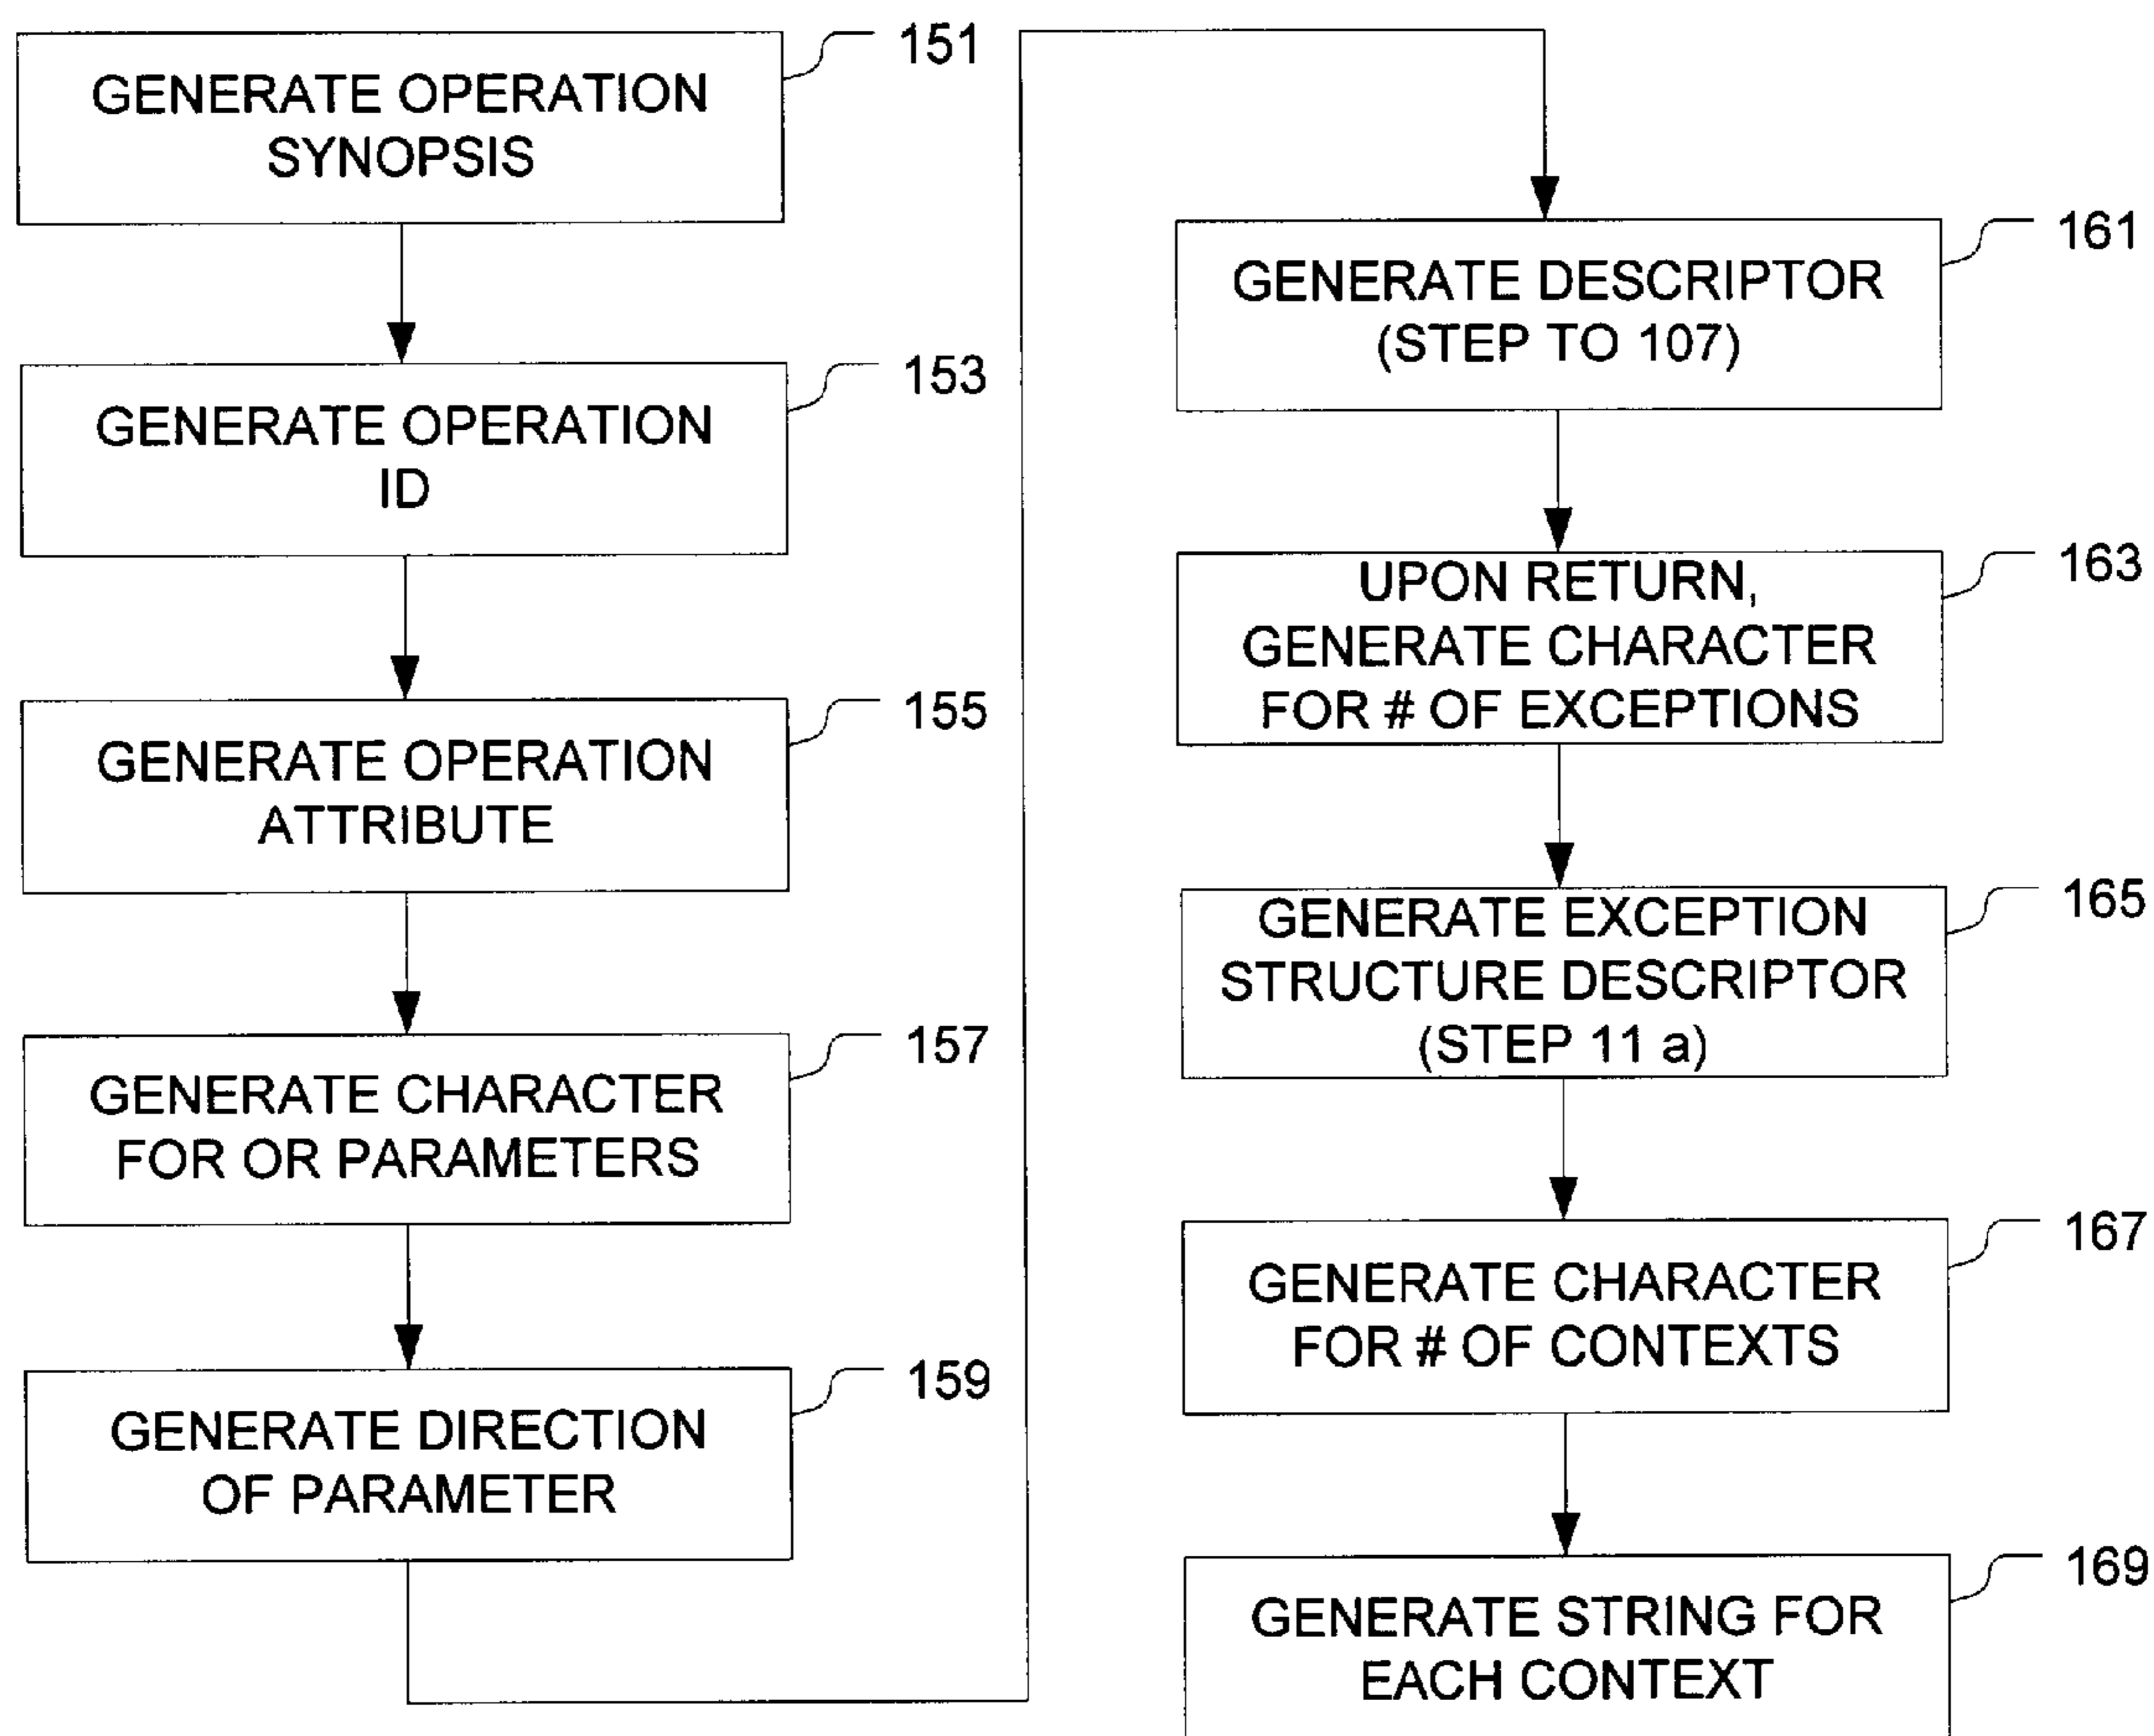 GENERATE OPERATION
SYNOPSIS
151
GENERATE OPERATION
ID
153
GENERATE OPERATION
ATTRIBUTE
155
GENERATE CHARACTER
FOR OR PARAMETERS
157
GENERATE DIRECTION
OF PARAMETER
159
GENERATE DESCRIPTOR
(STEP TO 107)
161
UPON RETURN,
GENERATE CHARACTER
FOR # OF EXCEPTIONS
163
GENERATE EXCEPTION
STRUCTURE DESCRIPTOR
(STEP 11 a)
165
GENERATE CHARACTER
FOR # OF CONTEXTS
167
GENERATE STRING FOR
EACH CONTEXT
169